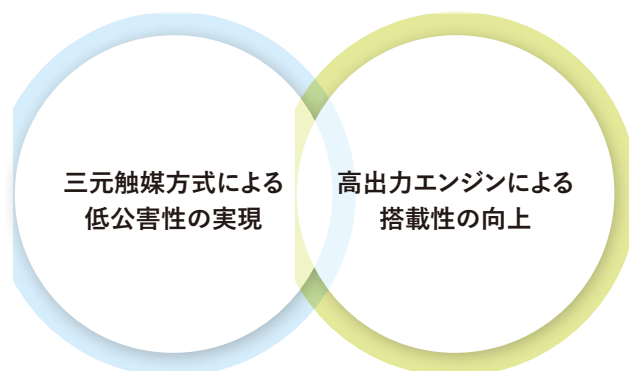 三元触媒方式による
低公害性の実現
高出力エンジンによる
搭載性の向上